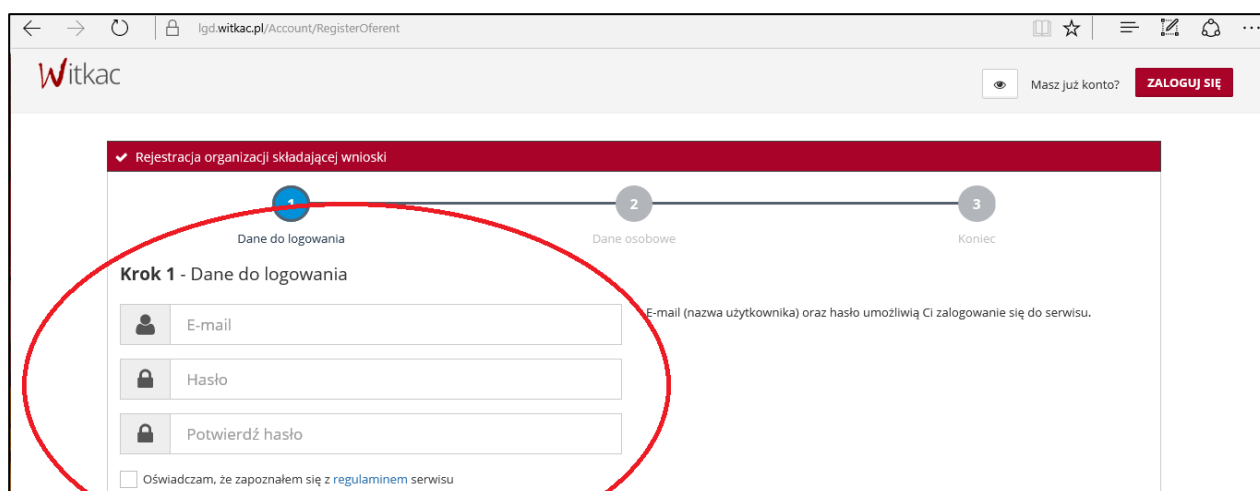 lgd.witkac.pl/Account/RegisterOferent
Witkac
Masz już konto?
ZALOGUJ SIĘ
Rejestracja organizacji składającej wnioski
1
2
3
Dane do logowania
Dane osobowe
Koniec
Krok 1 - Dane do logowania
E-mail
E-mail (nazwa użytkownika) oraz hasło umożliwią Ci zalogowanie się do serwisu.
Hasło
Potwierdź hasło
Oświadczam, że zapoznałem się z regulaminem serwisu